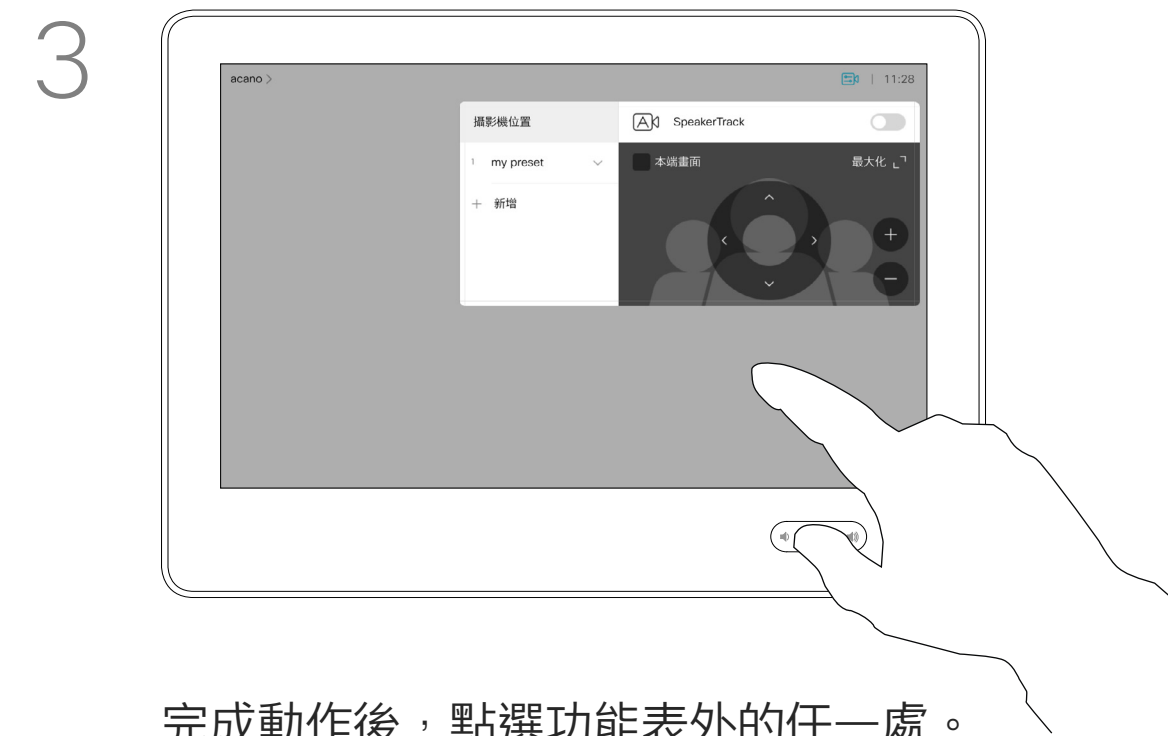 3
acano >
11:28
攝影機位置
SpeakerTrack
1 my preset
本端畫面
最大化
+ 新增
完成動作後，點選功能表外的任一處。